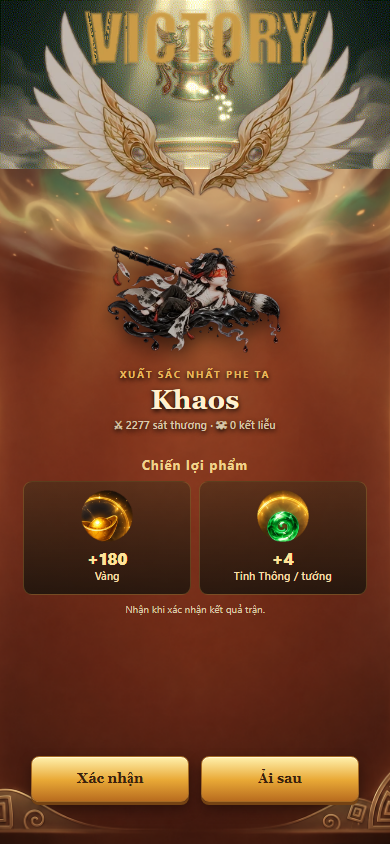 VICTORY
XUẤT SẮC NHẤT PHE TA
Khaos
2277 sát thương · 0 kết liễu
Chiến lợi phẩm
+180
Vàng
+4
Tinh Thông / tướng
Nhận khi xác nhận kết quả trận.
Xác nhận
Ải sau